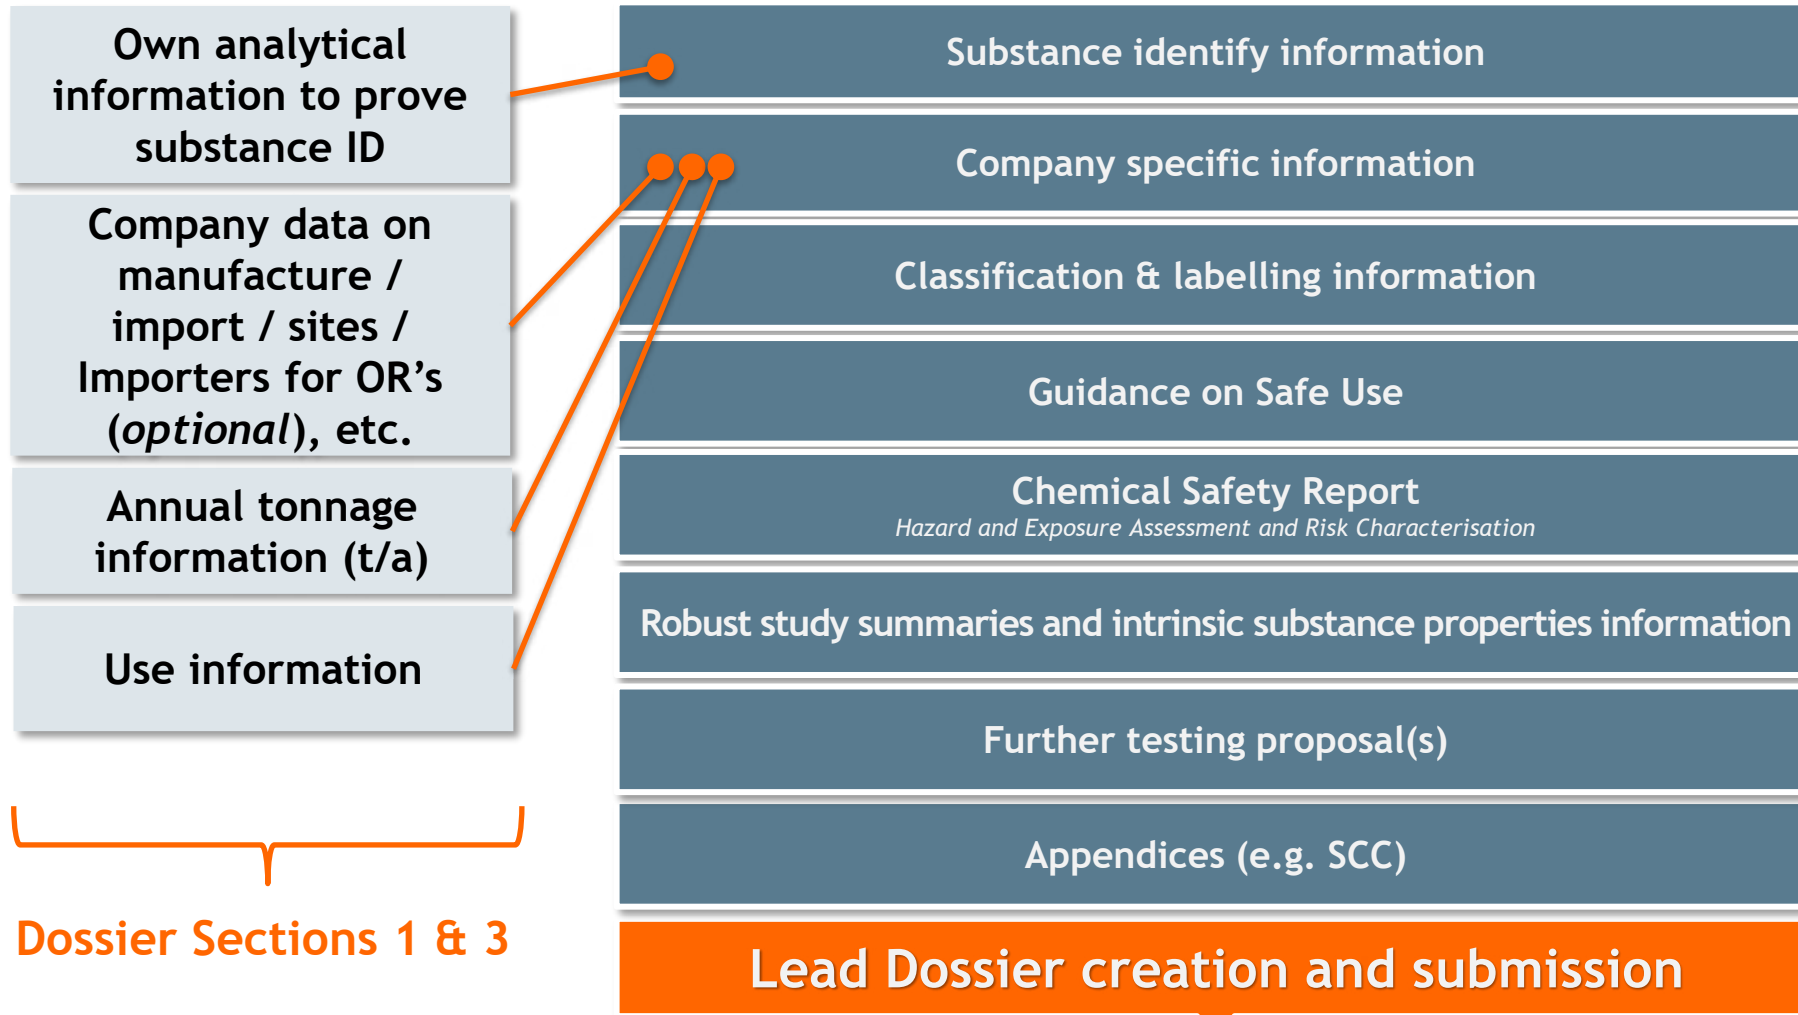 Own analytical
information to prove
substance ID
Company data on
manufacture /
import / sites /
Importers for OR’s
(optional), etc.
Annual tonnage
information (t/a)
Use information
Dossier Sections 1 & 3
Substance identify information
Company specific information
Classification & labelling information
Guidance on Safe Use
Chemical Safety Report
Hazard and Exposure Assessment and Risk Characterisation
Robust study summaries and intrinsic substance properties information
Further testing proposal(s)
Appendices (e.g. SCC)
Lead Dossier creation and submission